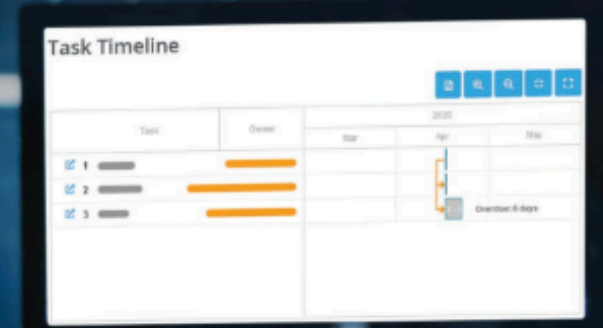 Task Timeline
2020
Task Owner Mar Apr May
1
2
3 Overdue: 6 days